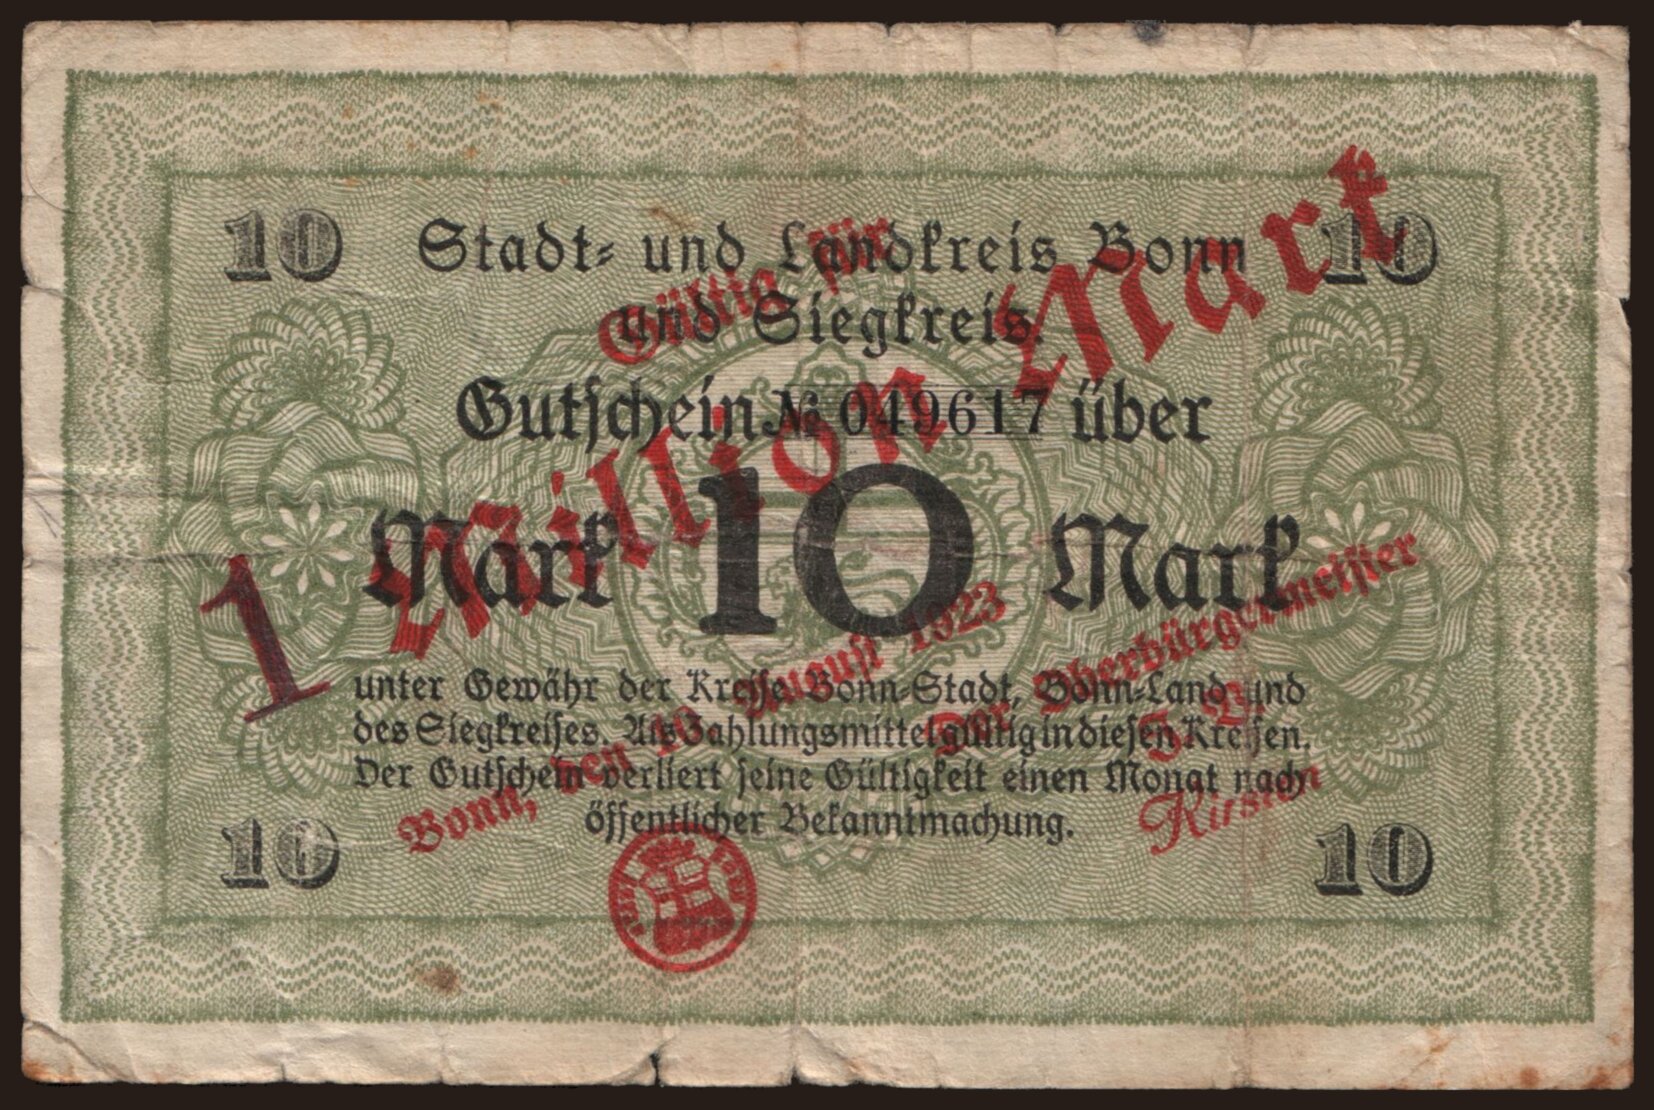 10 Stadt- und Landkreis Bonn 10
und Siegkreis.
Gutschein № 049617 über
Mark 10 Mark
unter Gewähr der Kreise Bonn-Stadt, Bonn-Land und
des Siegkreises. Als Zahlungsmittel gültig in diesen Kreisen.
Der Gutschein verliert seine Gültigkeit einen Monat nach
öffentlicher Bekanntmachung.
10 10
Gültig für
1 Million Mark
Bonn, den 10. August 1923
Der Oberbürgermeister
J. V.
Kirsten